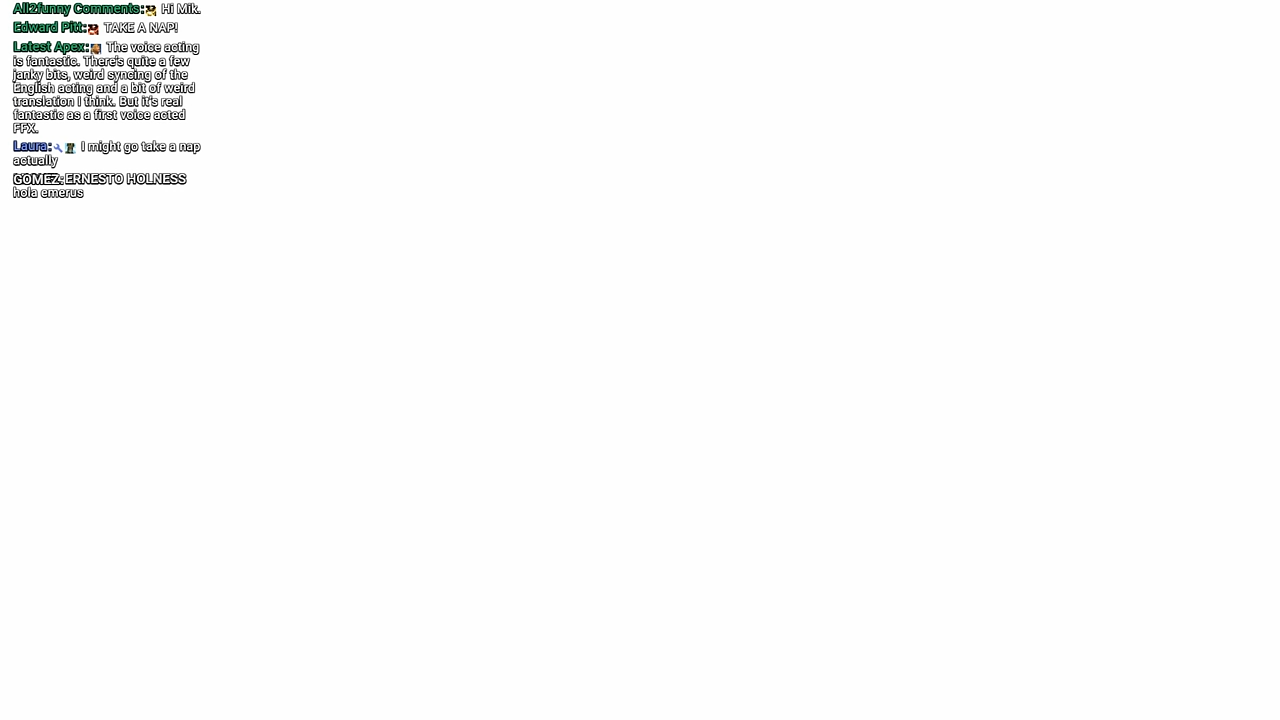 All2funny Comments: Hi Mik.
Edward Pitt: TAKE A NAP!
Latest Apex: The voice acting
is fantastic. There's quite a few
janky bits, weird syncing of the
English acting and a bit of weird
translation I think. But it's real
fantastic as a first voice acted
FFX.
Laura: I might go take a nap
actually
GOMEZ: ERNESTO HOLNESS
hola emerus